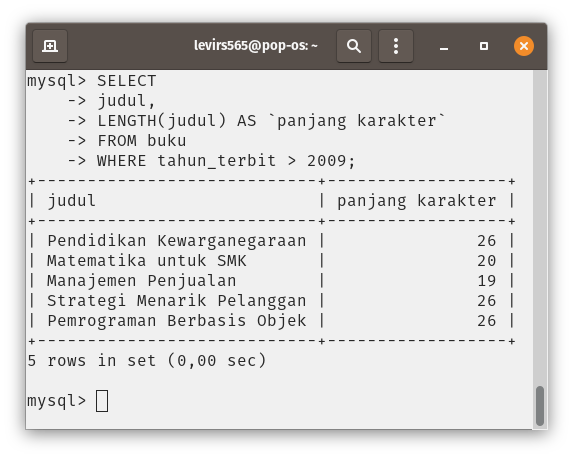 levirs565@pop-os: ~
mysql> SELECT
    -> judul,
    -> LENGTH(judul) AS `panjang karakter`
    -> FROM buku
    -> WHERE tahun_terbit > 2009;
+----------------------------+------------------+
| judul                      | panjang karakter |
+----------------------------+------------------+
| Pendidikan Kewarganegaraan |               26 |
| Matematika untuk SMK       |               20 |
| Manajemen Penjualan        |               19 |
| Strategi Menarik Pelanggan |               26 |
| Pemrograman Berbasis Objek |               26 |
+----------------------------+------------------+
5 rows in set (0,00 sec)
mysql>